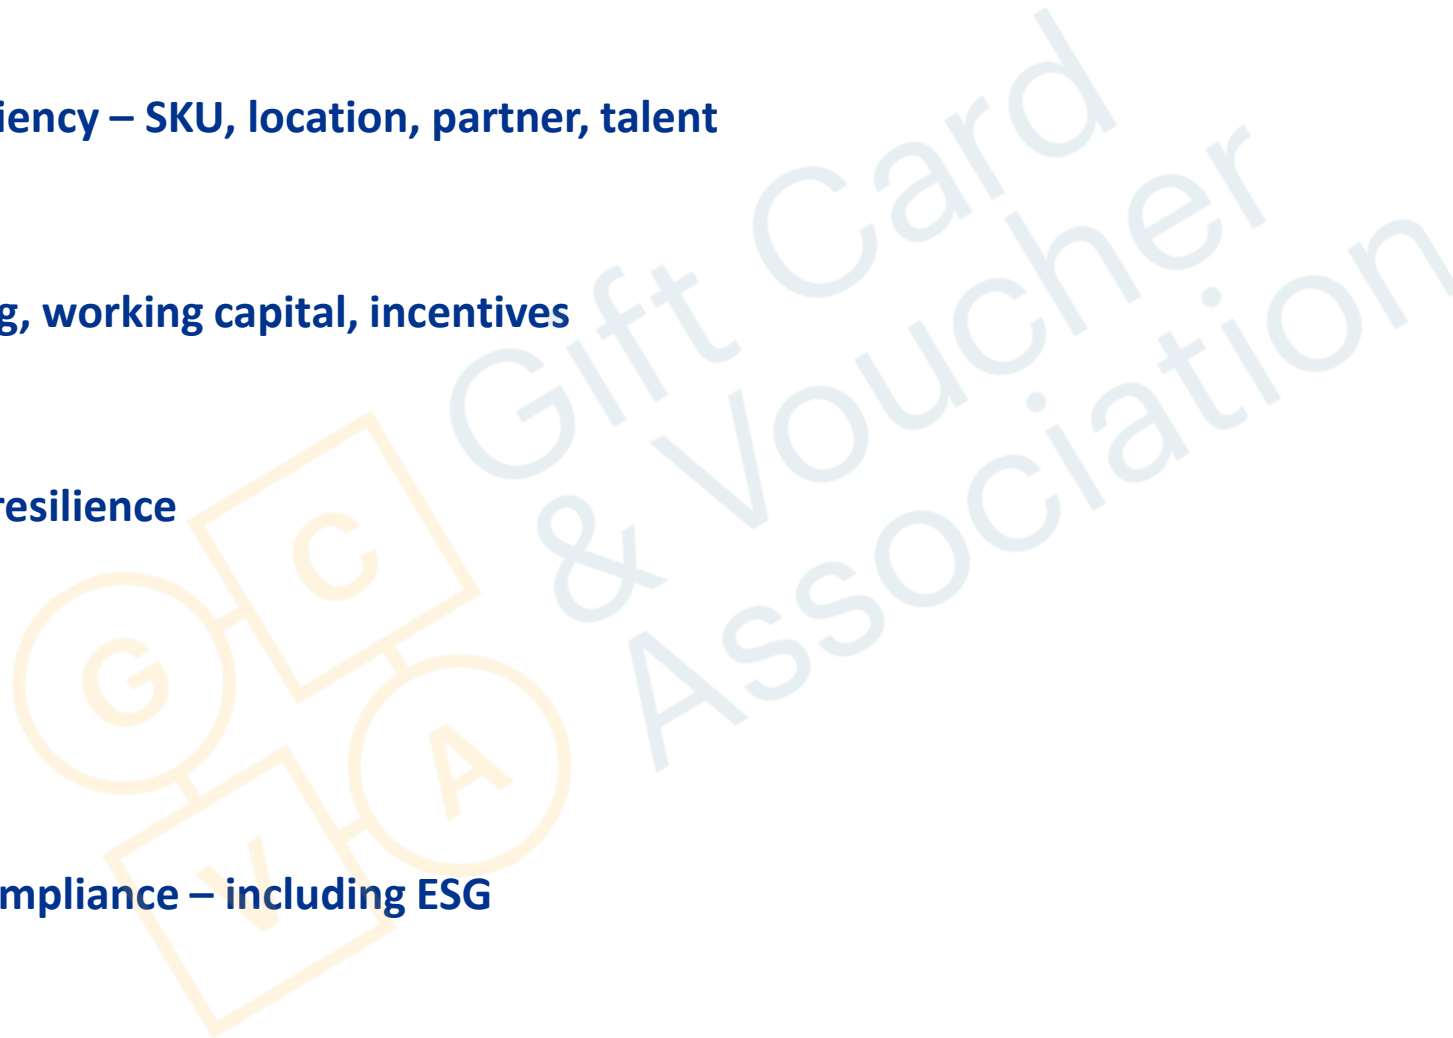 iency – SKU, location, partner, talent
g, working capital, incentives
resilience
mpliance – including ESG
Gift Card
& Voucher
Association
G
C
V
A